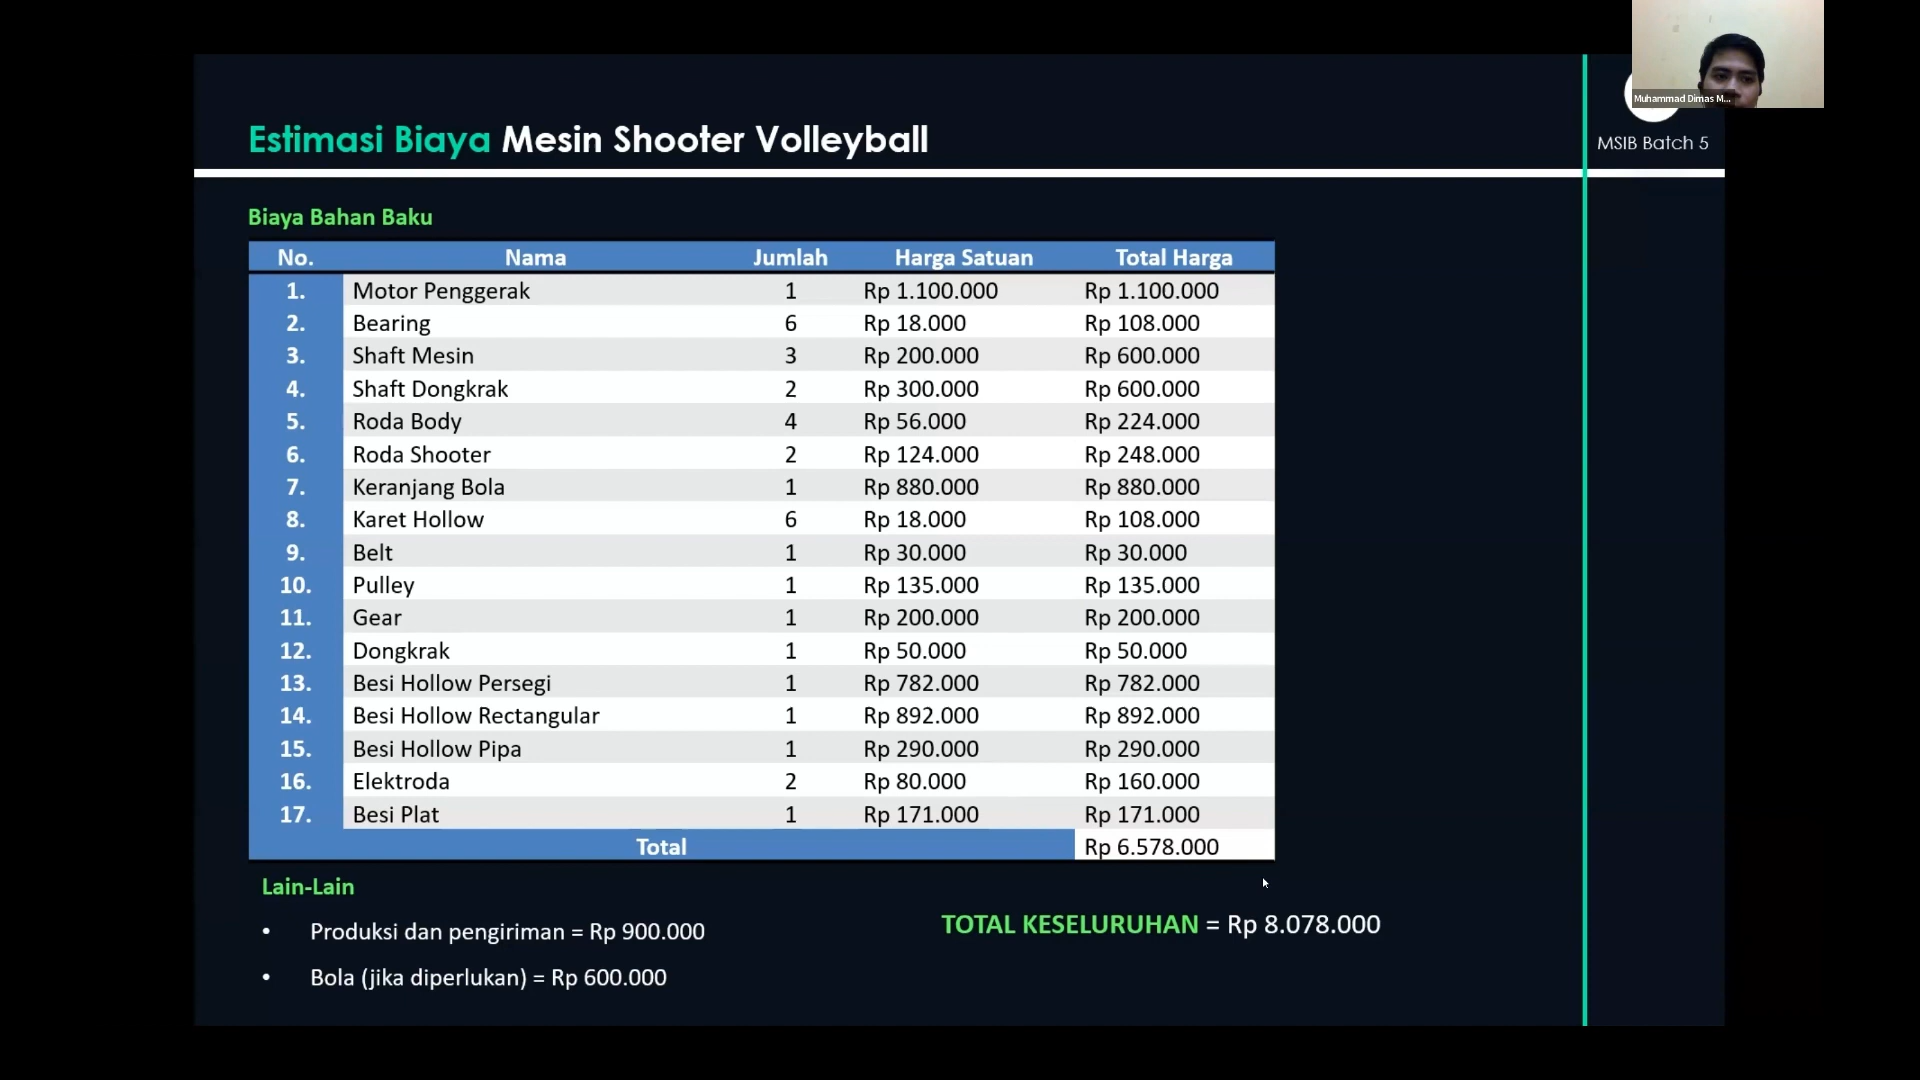 Muhammad Dimas M...
MSIB Batch 5
Estimasi Biaya Mesin Shooter Volleyball
Biaya Bahan Baku
No. Nama Jumlah Harga Satuan Total Harga
1. Motor Penggerak 1 Rp 1.100.000 Rp 1.100.000
2. Bearing 6 Rp 18.000 Rp 108.000
3. Shaft Mesin 3 Rp 200.000 Rp 600.000
4. Shaft Dongkrak 2 Rp 300.000 Rp 600.000
5. Roda Body 4 Rp 56.000 Rp 224.000
6. Roda Shooter 2 Rp 124.000 Rp 248.000
7. Keranjang Bola 1 Rp 880.000 Rp 880.000
8. Karet Hollow 6 Rp 18.000 Rp 108.000
9. Belt 1 Rp 30.000 Rp 30.000
10. Pulley 1 Rp 135.000 Rp 135.000
11. Gear 1 Rp 200.000 Rp 200.000
12. Dongkrak 1 Rp 50.000 Rp 50.000
13. Besi Hollow Persegi 1 Rp 782.000 Rp 782.000
14. Besi Hollow Rectangular 1 Rp 892.000 Rp 892.000
15. Besi Hollow Pipa 1 Rp 290.000 Rp 290.000
16. Elektroda 2 Rp 80.000 Rp 160.000
17. Besi Plat 1 Rp 171.000 Rp 171.000
Total Rp 6.578.000
Lain-Lain
• Produksi dan pengiriman = Rp 900.000
• Bola (jika diperlukan) = Rp 600.000
TOTAL KESELURUHAN = Rp 8.078.000